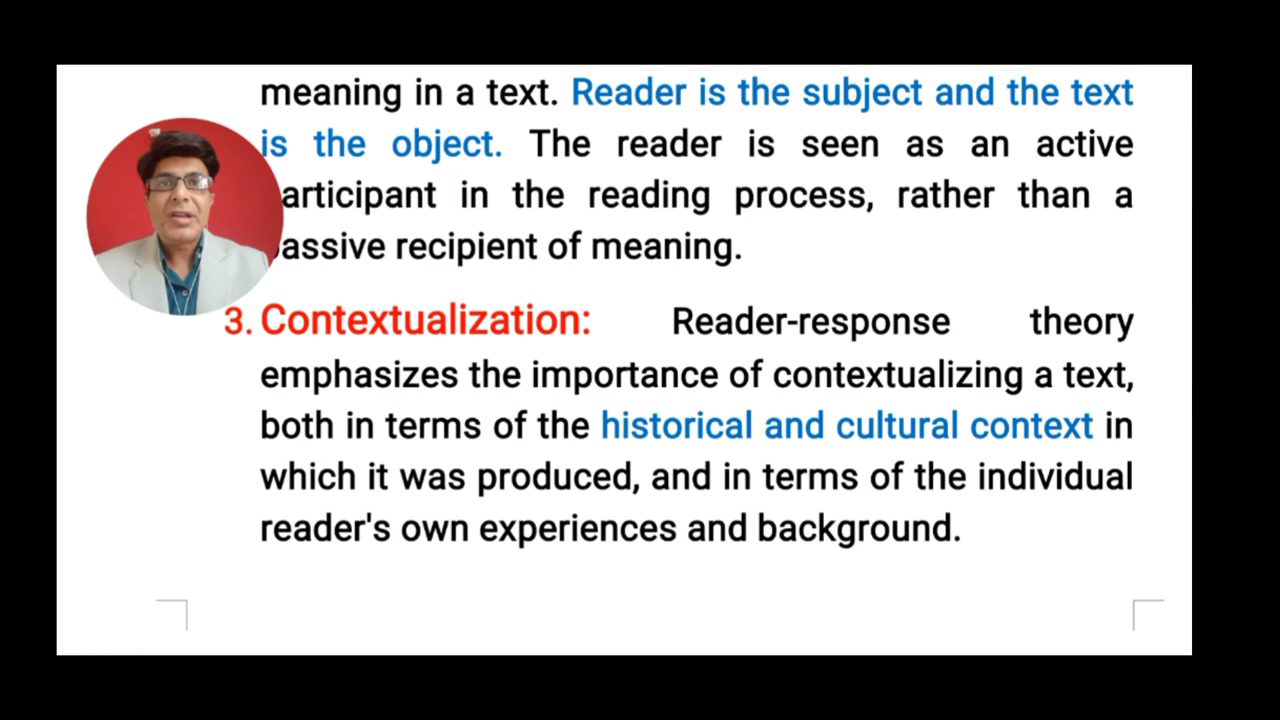 meaning in a text. Reader is the subject and the text
is the object. The reader is seen as an active
articipant in the reading process, rather than a
assive recipient of meaning.
3. Contextualization: Reader-response theory
emphasizes the importance of contextualizing a text,
both in terms of the historical and cultural context in
which it was produced, and in terms of the individual
reader's own experiences and background.